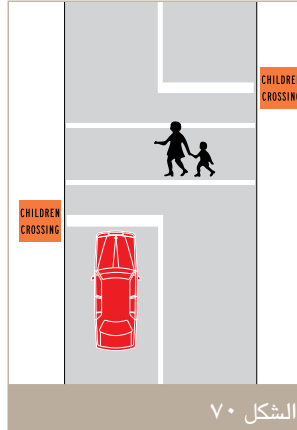 CHILDRE
CROSSING
CHILDREN
CROSSING
الشكل ٧٠